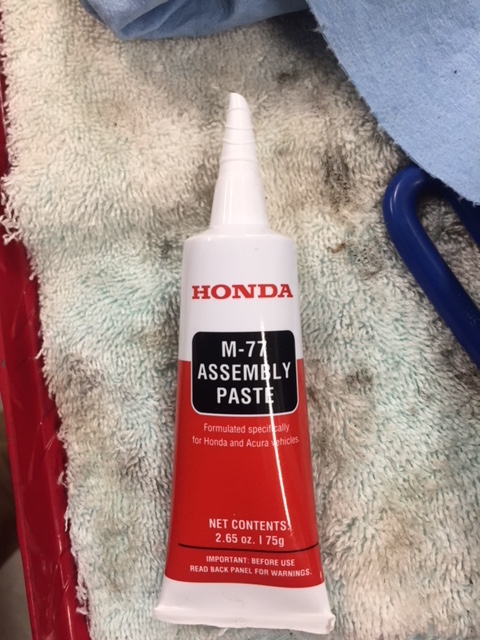 HONDA
M-77
ASSEMBLY
PASTE
Formulated specifically
for Honda and Acura vehicles
NET CONTENTS:
2.65 oz. | 75g
IMPORTANT: BEFORE USE
READ BACK PANEL FOR WARNINGS.